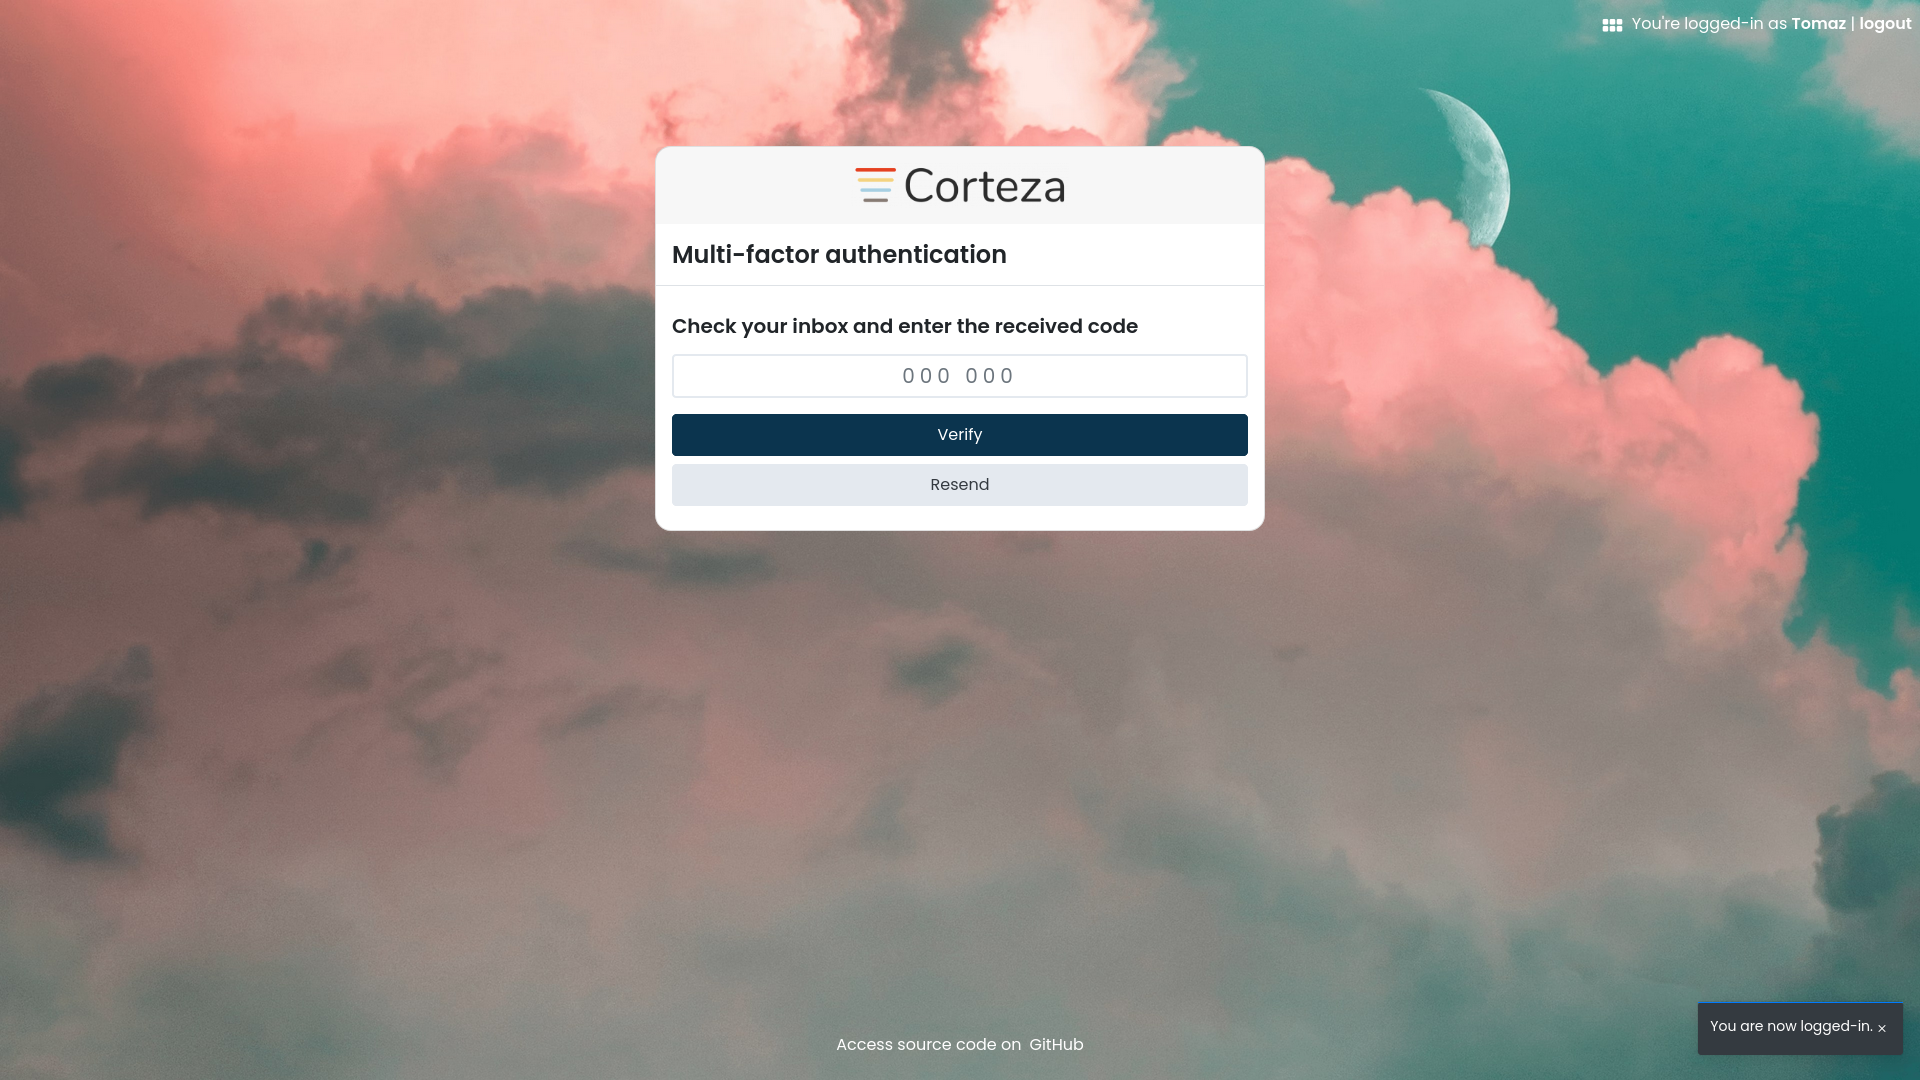 You're logged-in as Tomaz | logout
Corteza
Multi-factor authentication
Check your inbox and enter the received code
000 000
Verify
Resend
You are now logged-in. ×
Access source code on GitHub